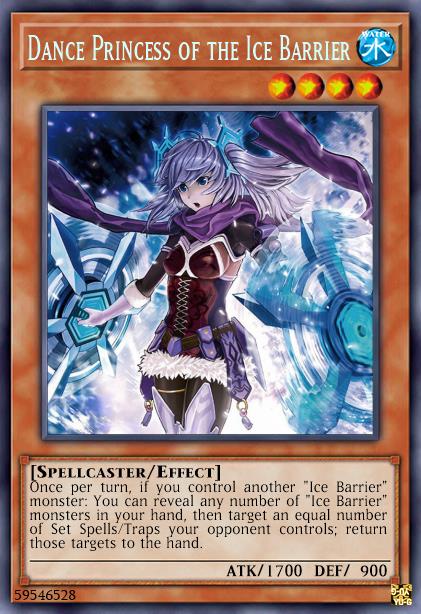 Dance Princess of the Ice Barrier
WATER
水
[Spellcaster/Effect]
Once per turn, if you control another "Ice Barrier"
monster: You can reveal any number of "Ice Barrier"
monsters in your hand, then target an equal number
of Set Spells/Traps your opponent controls; return
those targets to the hand.
ATK/1700 DEF/ 900
59546528